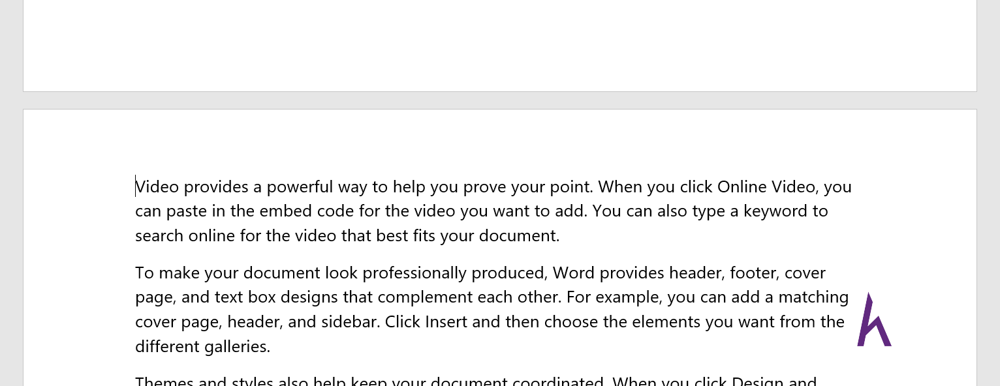 Video provides a powerful way to help you prove your point. When you click Online Video, you
can paste in the embed code for the video you want to add. You can also type a keyword to
search online for the video that best fits your document.
To make your document look professionally produced, Word provides header, footer, cover
page, and text box designs that complement each other. For example, you can add a matching
cover page, header, and sidebar. Click Insert and then choose the elements you want from the
different galleries.
Themes and styles also help keep your document coordinated. When you click Design and